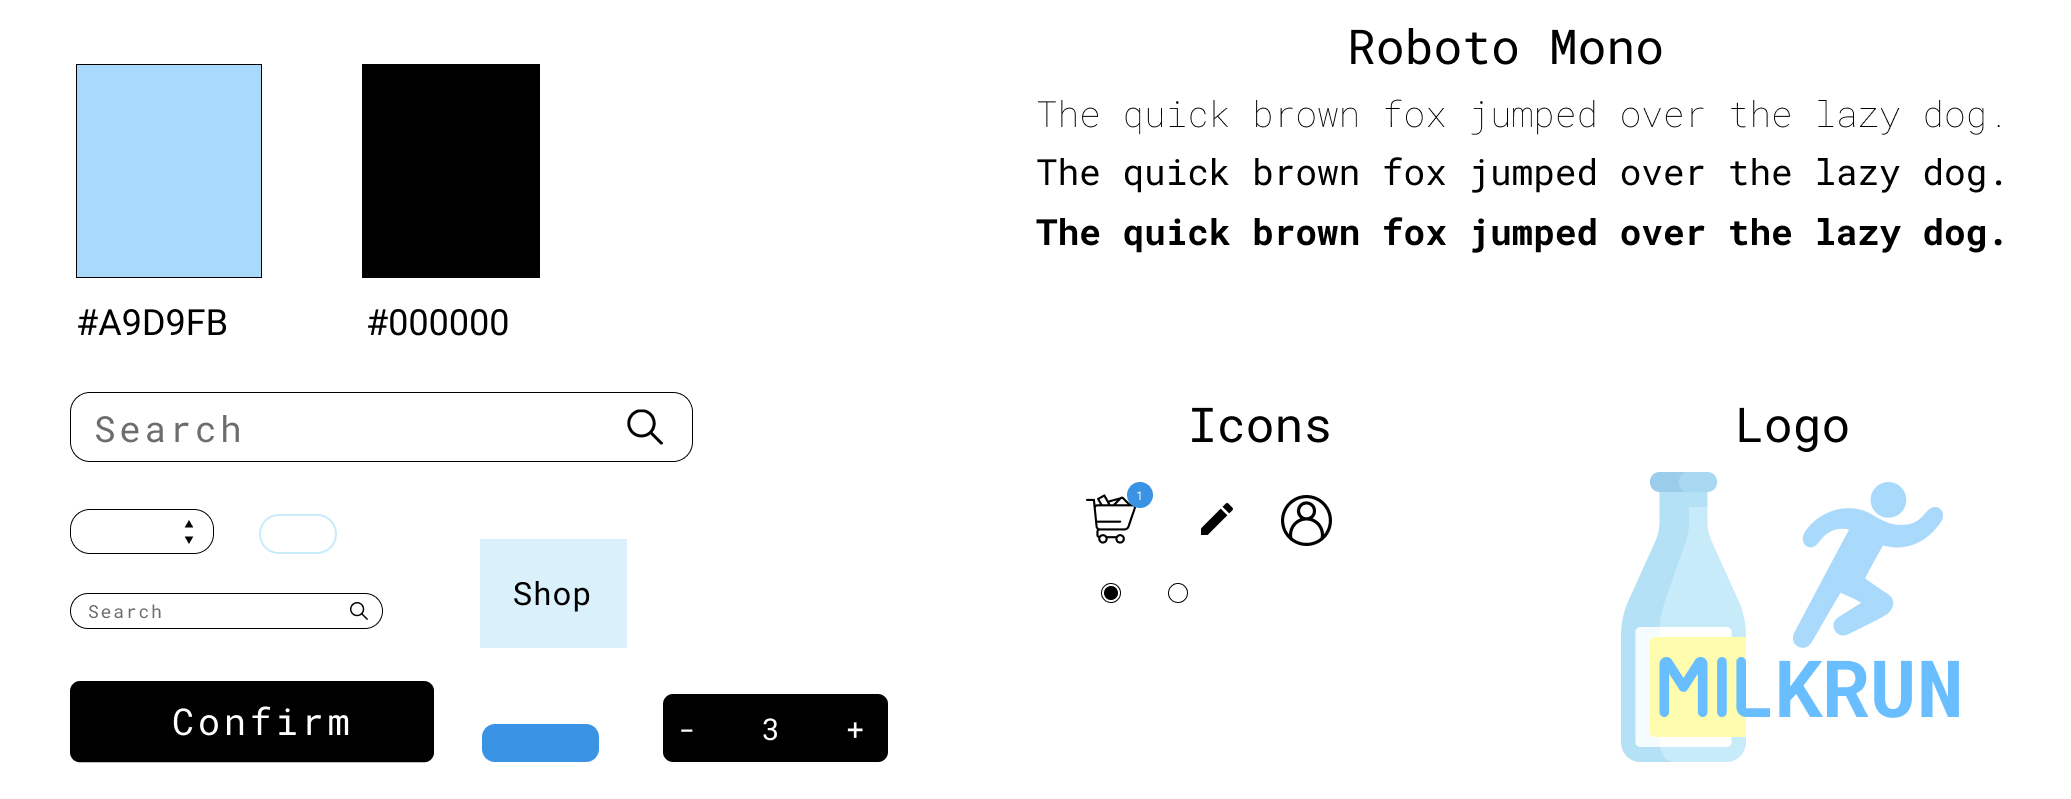 Roboto Mono
The quick brown fox jumped over the lazy dog.
The quick brown fox jumped over the lazy dog.
The quick brown fox jumped over the lazy dog.
#A9D9FB
#000000
Search
Icons
Logo
1
Shop
Search
Confirm
- 3 +
MILKRUN